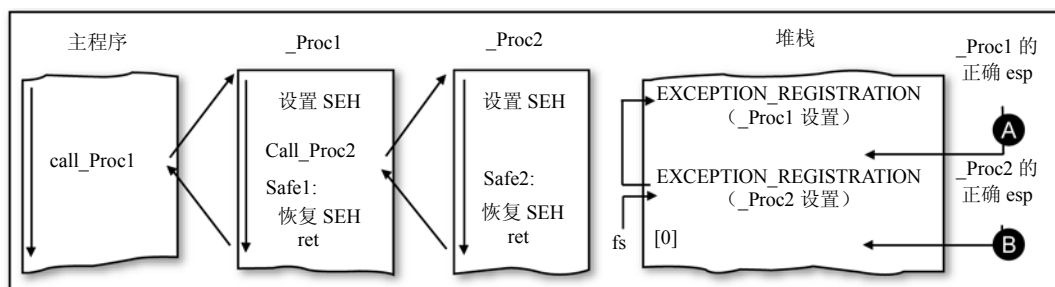 主程序
_Proc1
_Proc2
堆栈
_Proc1 的
正确 esp
设置 SEH
设置 SEH
EXCEPTION_REGISTRATION
（_Proc1 设置）
A
call_Proc1
Call_Proc2
Safe1:
恢复 SEH
ret
Safe2:
恢复 SEH
ret
EXCEPTION_REGISTRATION
（_Proc2 设置）
_Proc2 的
正确 esp
fs [0]
B